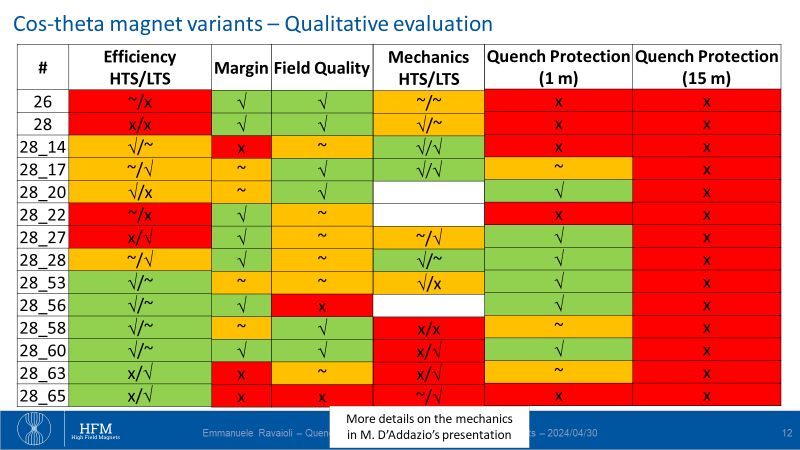 Cos-theta magnet variants – Qualitative evaluation
# Efficiency HTS/LTS Margin Field Quality Mechanics HTS/LTS Quench Protection (1 m) Quench Protection (15 m)
26 ~/x √ √ ~/~ x x
28 x/x √ √ √/~ x x
28_14 √/~ x ~ √/√ x x
28_17 ~/√ ~ √ √/√ ~ x
28_20 √/x ~ √ √ x
28_22 ~/x √ ~ x x
28_27 x/√ √ ~ ~/√ √ x
28_28 ~/√ √ ~ √/~ √ x
28_53 √/~ ~ ~ √/x √ x
28_56 √/~ √ x √ x
28_58 √/~ ~ √ x/x ~ x
28_60 √/~ √ √ x/√ √ x
28_63 x/√ x ~ x/√ ~ x
28_65 x/√ x x ~/√ x x
More details on the mechanics
in M. D'Addazio's presentation
HFM
High Field Magnets
Emmanuele Ravaioli – – 2024/04/30
12